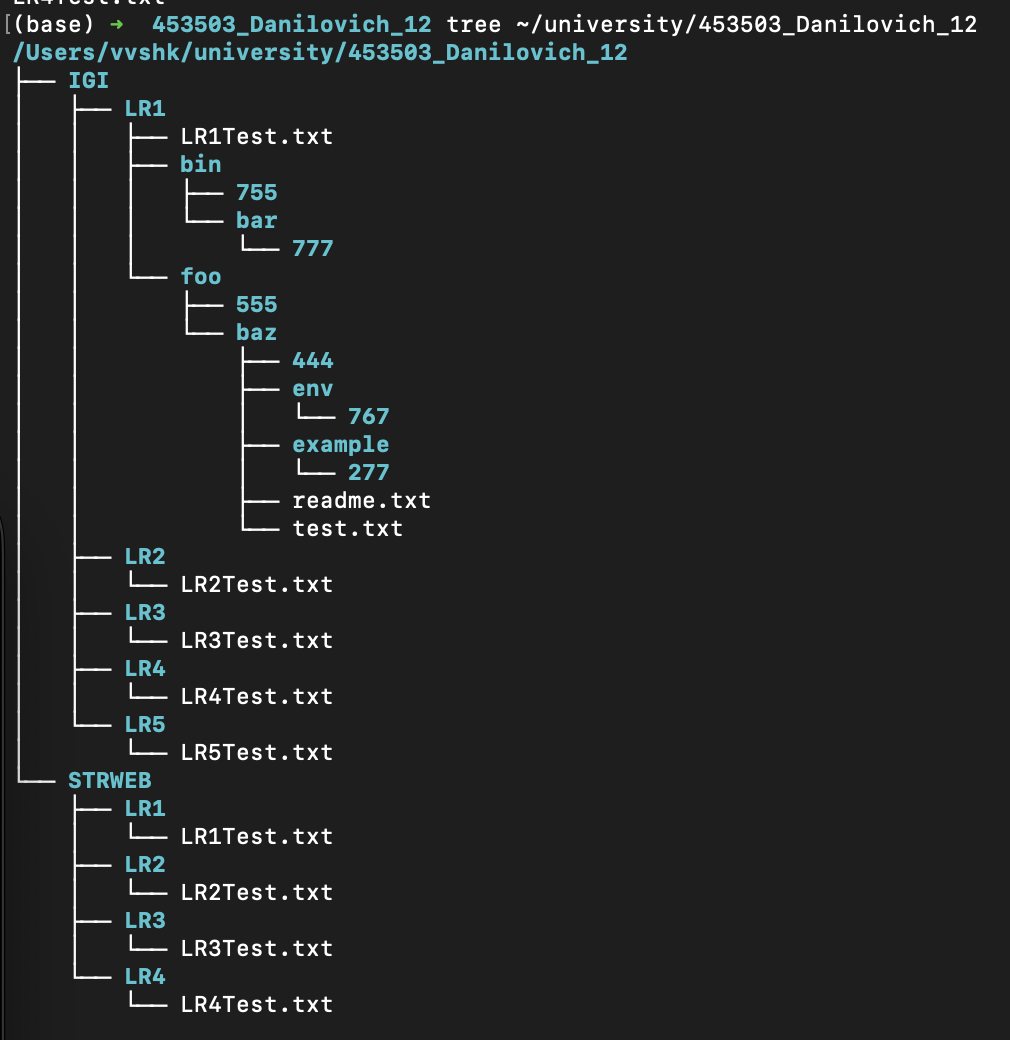 LR4Test.txt
[(base) ➜  453503_Danilovich_12 tree ~/university/453503_Danilovich_12
/Users/vvshk/university/453503_Danilovich_12
├── IGI
│   ├── LR1
│   │   ├── LR1Test.txt
│   │   ├── bin
│   │   │   ├── 755
│   │   │   └── bar
│   │   │       └── 777
│   │   └── foo
│   │       ├── 555
│   │       └── baz
│   │           ├── 444
│   │           ├── env
│   │           │   └── 767
│   │           ├── example
│   │           │   └── 277
│   │           ├── readme.txt
│   │           └── test.txt
│   ├── LR2
│   │   └── LR2Test.txt
│   ├── LR3
│   │   └── LR3Test.txt
│   ├── LR4
│   │   └── LR4Test.txt
│   └── LR5
│       └── LR5Test.txt
└── STRWEB
    ├── LR1
    │   └── LR1Test.txt
    ├── LR2
    │   └── LR2Test.txt
    ├── LR3
    │   └── LR3Test.txt
    └── LR4
        └── LR4Test.txt